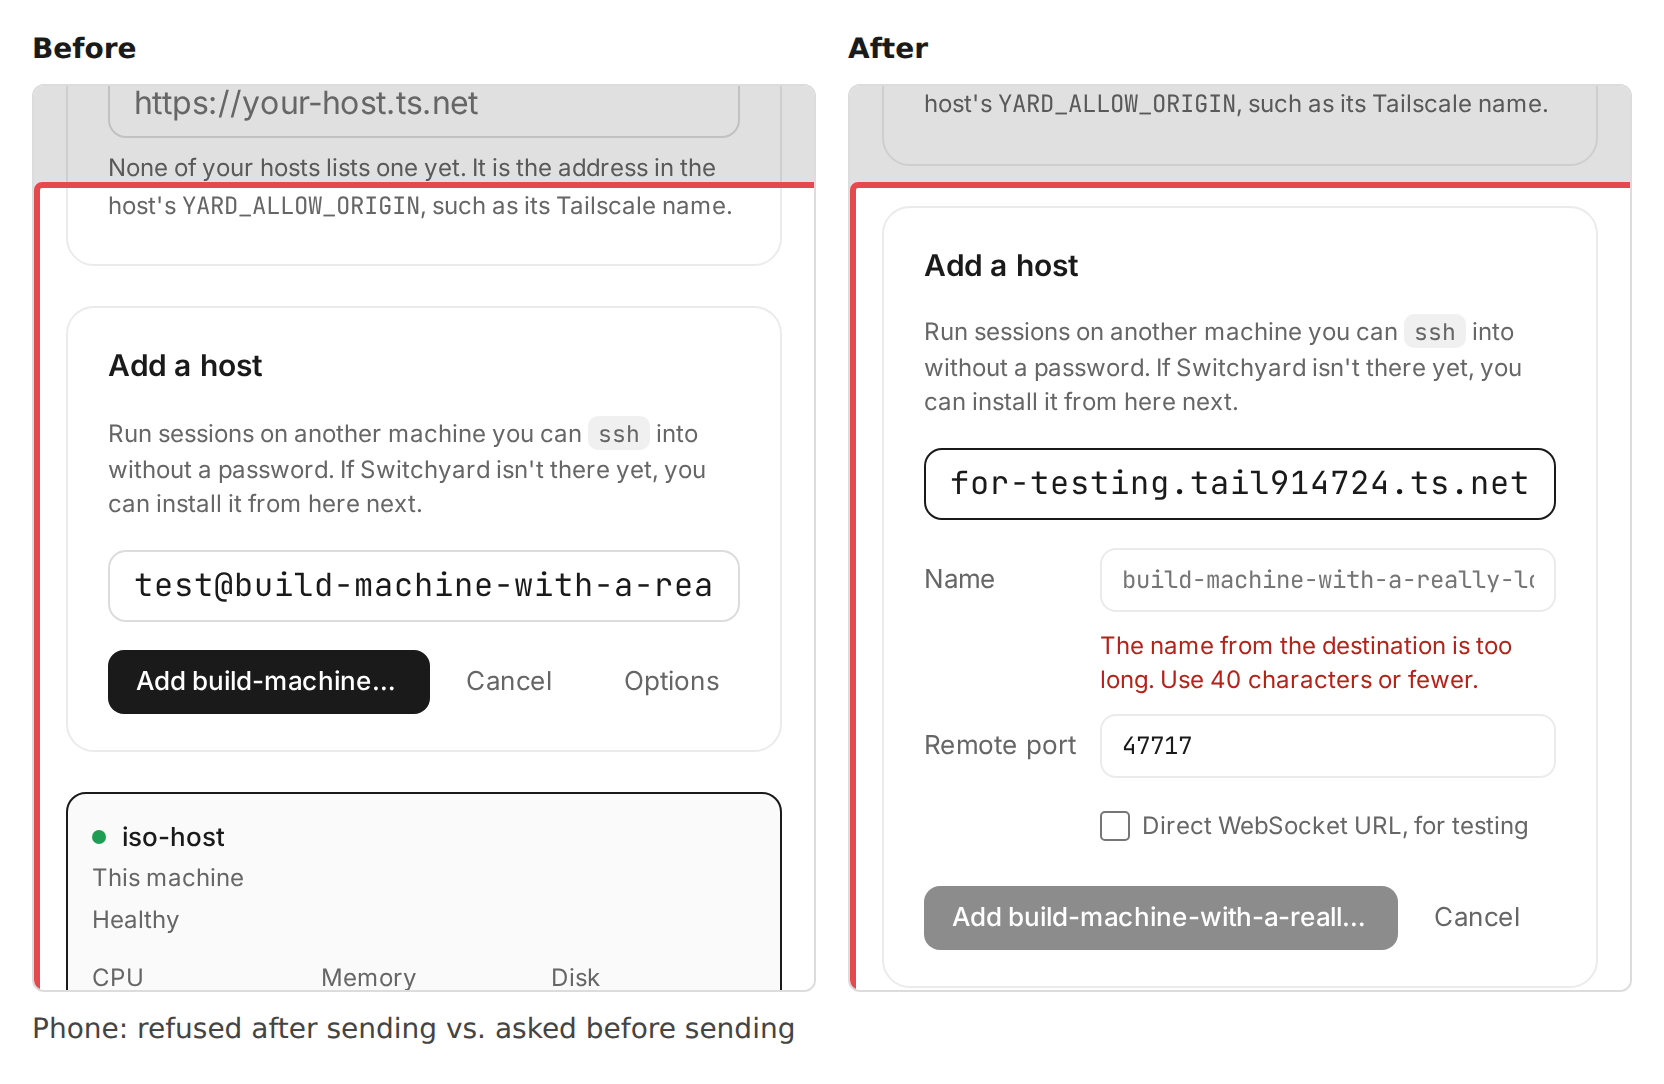 Before
https://your-host.ts.net
None of your hosts lists one yet. It is the address in the
host's YARD_ALLOW_ORIGIN, such as its Tailscale name.
Add a host
Run sessions on another machine you can ssh into
without a password. If Switchyard isn't there yet, you
can install it from here next.
test@build-machine-with-a-rea
Add build-machine...
Cancel
Options
iso-host
This machine
Healthy
CPU
Memory
Disk
After
host's YARD_ALLOW_ORIGIN, such as its Tailscale name.
Add a host
Run sessions on another machine you can ssh into
without a password. If Switchyard isn't there yet, you
can install it from here next.
for-testing.tail914724.ts.net
Name
build-machine-with-a-really-lo
The name from the destination is too
long. Use 40 characters or fewer.
Remote port
47717
Direct WebSocket URL, for testing
Add build-machine-with-a-reall...
Cancel
Phone: refused after sending vs. asked before sending